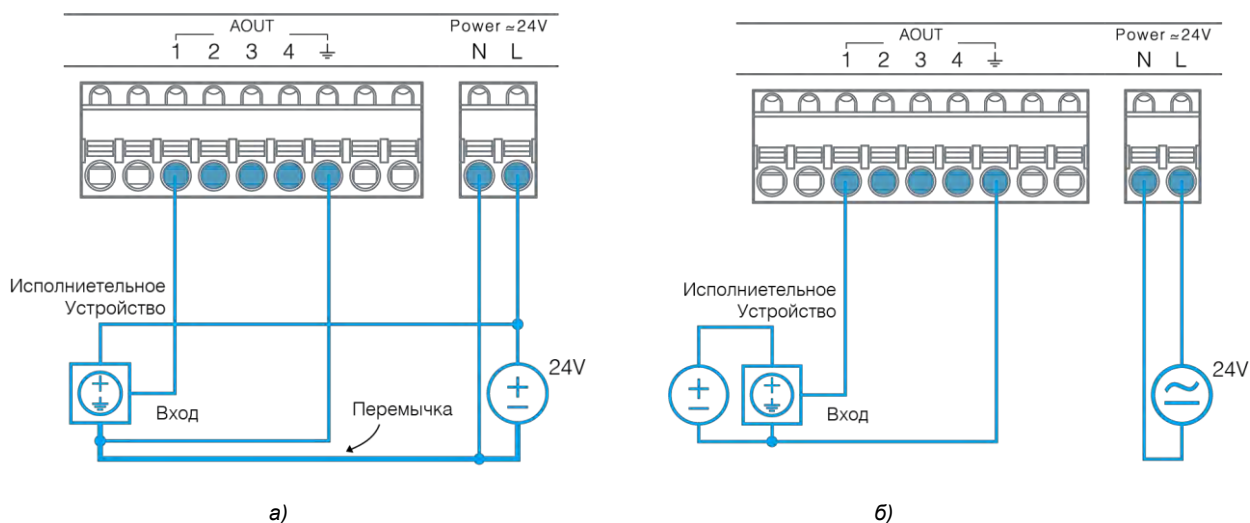 AOUT
Power ≃24V
1 2 3 4 ⏚
N L
Исполниетельное
Устройство
24V
Вход
Перемычка
а)
AOUT
Power ≃24V
1 2 3 4 ⏚
N L
Исполниетельное
Устройство
24V
Вход
б)